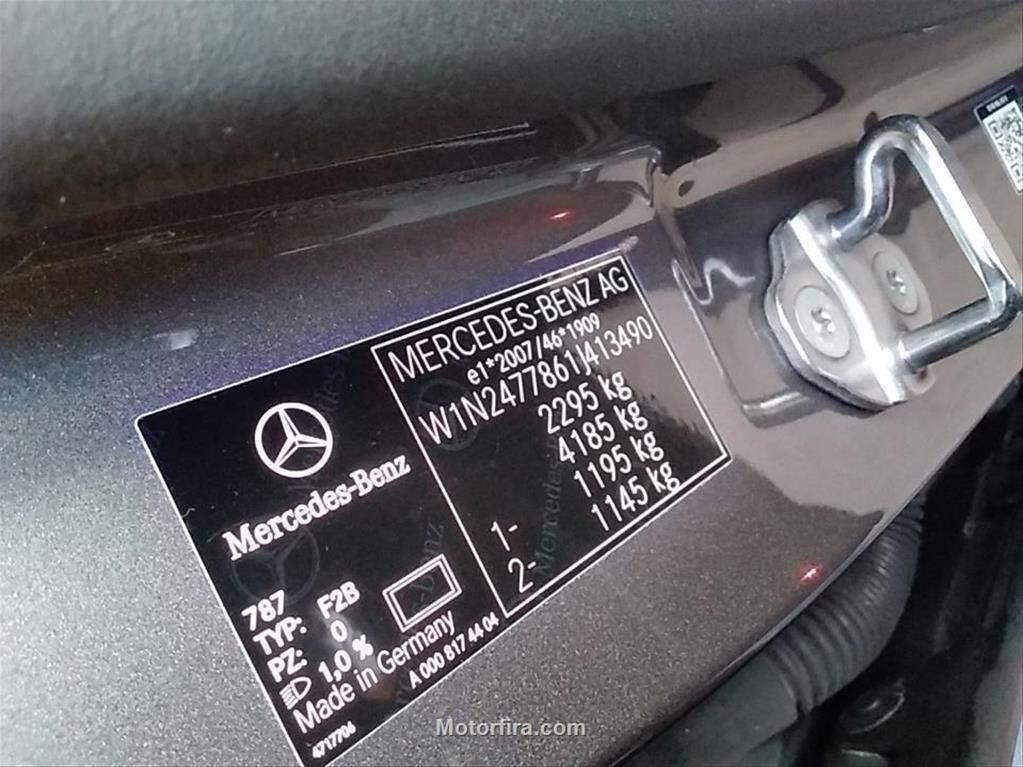 Mercedes-Benz
787
TYP: F2B
PZ: 0
1,0 %
Made in Germany
A 000 817 44 04
4717706
MERCEDES-BENZ AG
e1*2007/46*1909
W1N2477861J413490
2295 kg
4185 kg
1- 1195 kg
2- 1145 kg
Motorfira.com